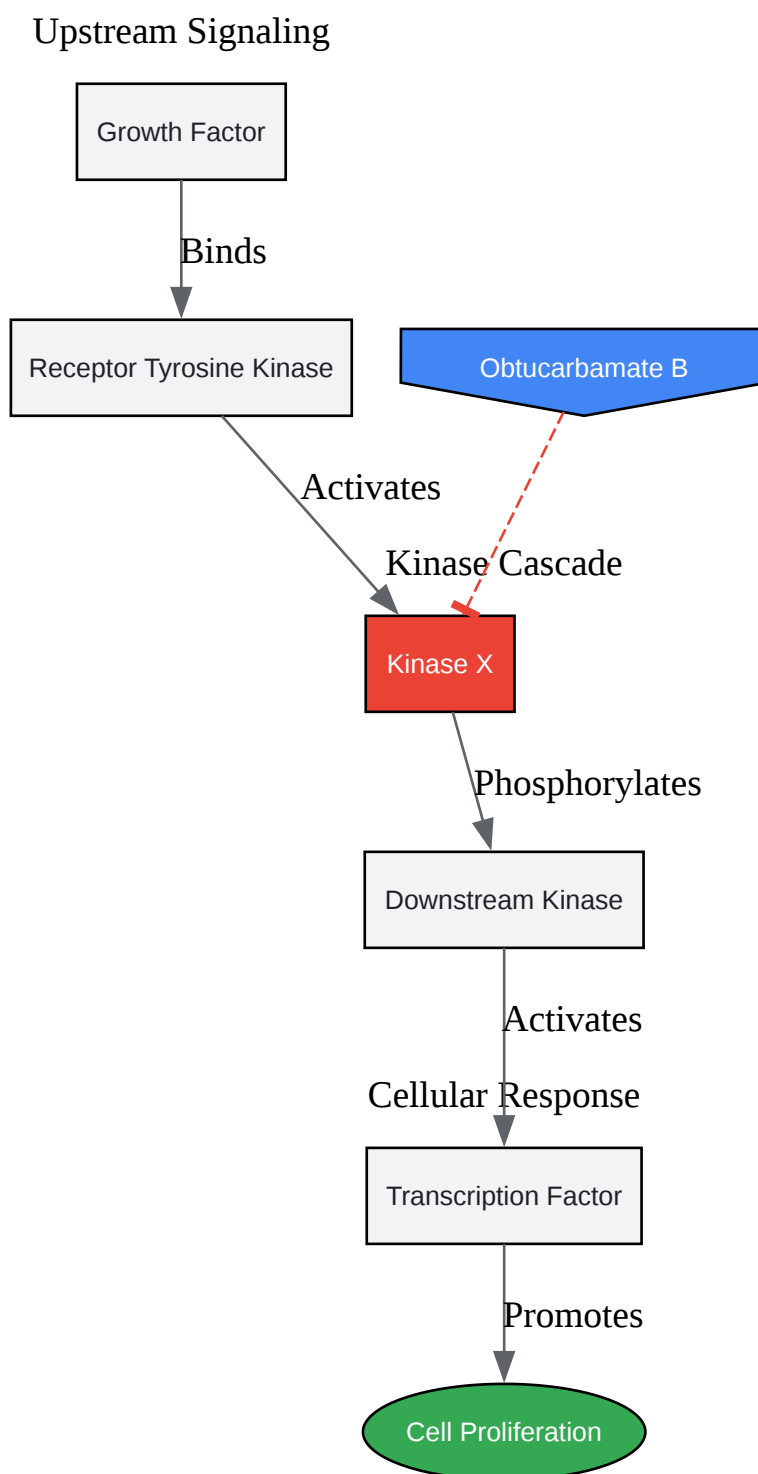 Upstream Signaling
Growth Factor
Binds
Receptor Tyrosine Kinase
Obtucarbamate B
Activates
Kinase Cascade
Kinase X
Phosphorylates
Downstream Kinase
Activates
Cellular Response
Transcription Factor
Promotes
Cell Proliferation